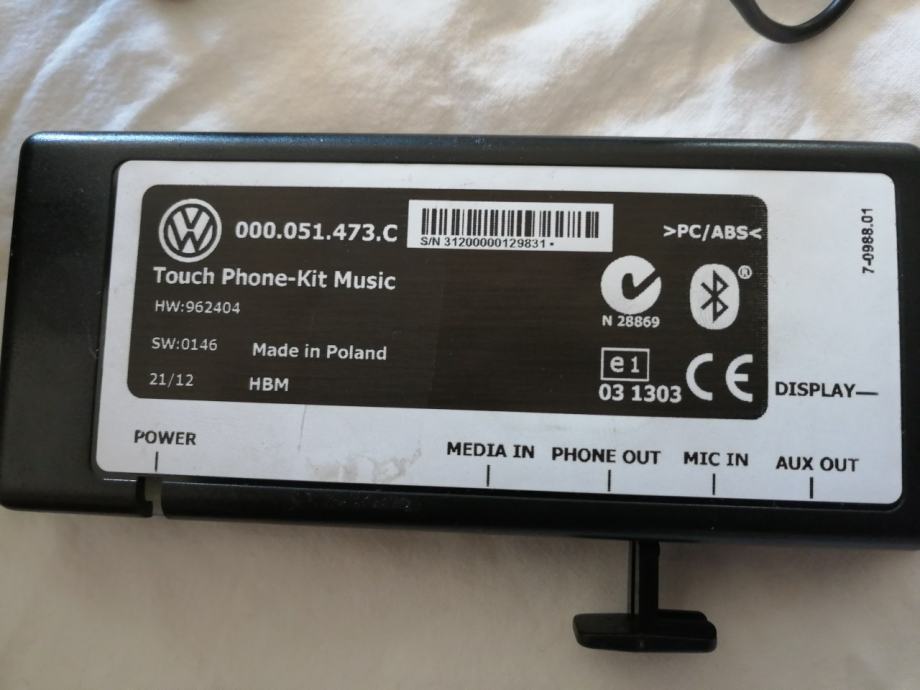 000.051.473.C
S/N 31200000129831
>PC/ABS<
7-0988.01
Touch Phone-Kit Music
HW:962404
N 28869
®
SW:0146
Made in Poland
e1
03 1303
CE
21/12
HBM
DISPLAY
POWER
MEDIA IN
PHONE OUT
MIC IN
AUX OUT